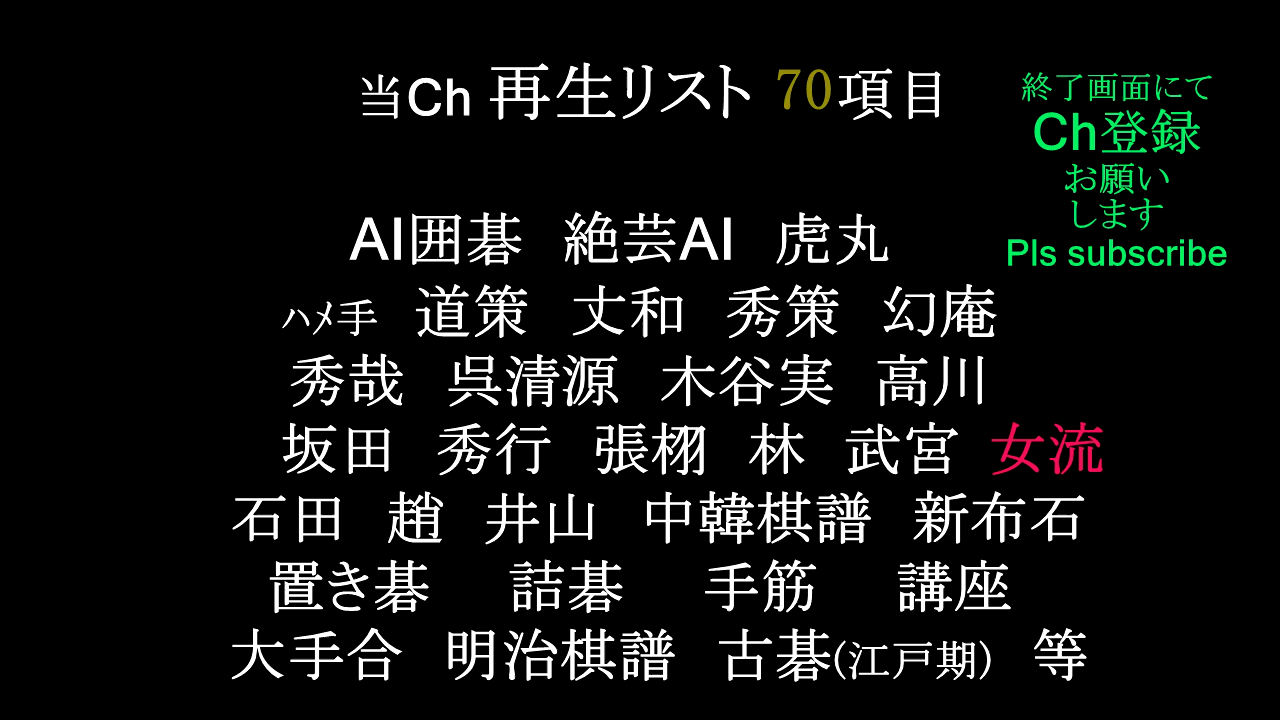 当Ch 再生リスト 70項目
終了画面にて
Ch登録
お願い
します
Pls subscribe
AI囲碁 絶芸AI 虎丸
ハメ手 道策 丈和 秀策 幻庵
秀哉 呉清源 木谷実 高川
坂田 秀行 張栩 林 武宮 女流
石田 趙 井山 中韓棋譜 新布石
置き碁 詰碁 手筋 講座
大手合 明治棋譜 古碁(江戸期) 等